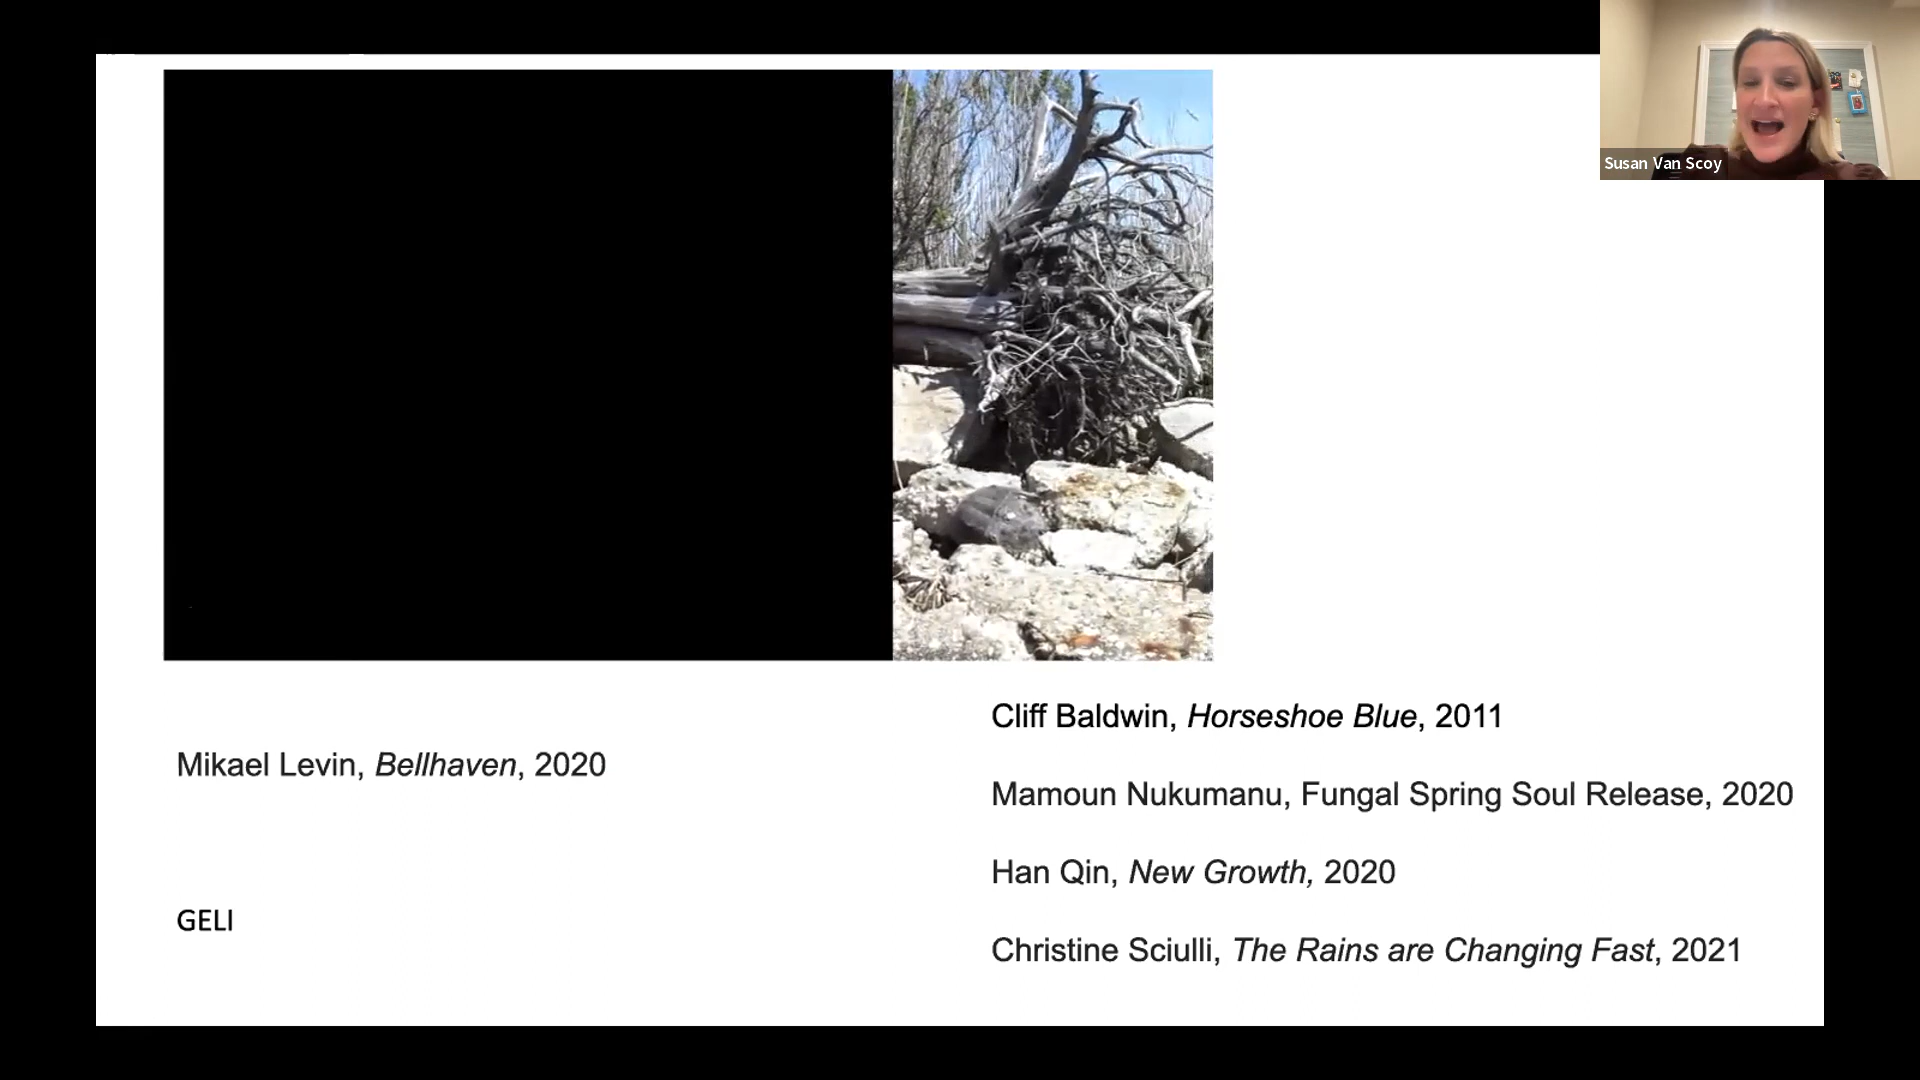 Susan Van Scoy
Cliff Baldwin, Horseshoe Blue, 2011
Mikael Levin, Bellhaven, 2020
Mamoun Nukumanu, Fungal Spring Soul Release, 2020
Han Qin, New Growth, 2020
GELI
Christine Sciulli, The Rains are Changing Fast, 2021